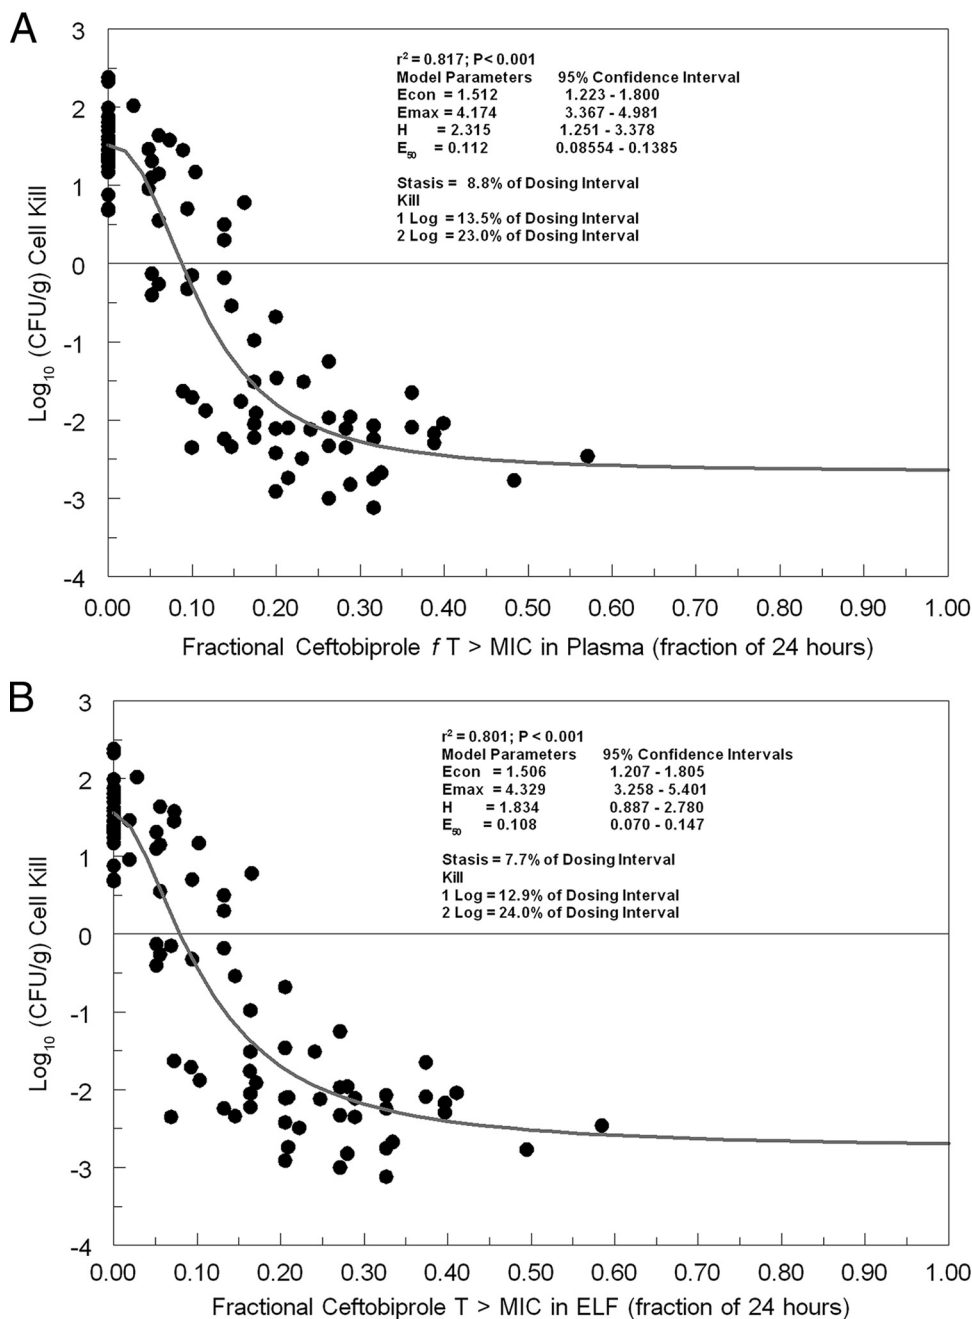 A
3
2
1
0
-1
-2
-3
-4
Log10 (CFU/g) Cell Kill
r2 = 0.817; P< 0.001
Model Parameters 95% Confidence Interval
Econ = 1.512 1.223 - 1.800
Emax = 4.174 3.367 - 4.981
H = 2.315 1.251 - 3.378
E50 = 0.112 0.08554 - 0.1385
Stasis = 8.8% of Dosing Interval
Kill
1 Log = 13.5% of Dosing Interval
2 Log = 23.0% of Dosing Interval
0.00 0.10 0.20 0.30 0.40 0.50 0.60 0.70 0.80 0.90 1.00
Fractional Ceftobiprole f T > MIC in Plasma (fraction of 24 hours)
B
3
2
1
0
-1
-2
-3
-4
Log10 (CFU/g) Cell Kill
r2 = 0.801; P < 0.001
Model Parameters 95% Confidence Intervals
Econ = 1.506 1.207 - 1.805
Emax = 4.329 3.258 - 5.401
H = 1.834 0.887 - 2.780
E50 = 0.108 0.070 - 0.147
Stasis = 7.7% of Dosing Interval
Kill
1 Log = 12.9% of Dosing Interval
2 Log = 24.0% of Dosing Interval
0.00 0.10 0.20 0.30 0.40 0.50 0.60 0.70 0.80 0.90 1.00
Fractional Ceftobiprole T > MIC in ELF (fraction of 24 hours)